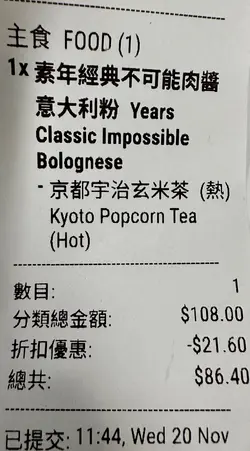 主食 FOOD (1)
1x 素年經典不可能肉醬
意大利粉 Years
Classic Impossible
Bolognese
- 京都宇治玄米茶 (熱)
Kyoto Popcorn Tea
(Hot)
數目: 1
分類總金額: $108.00
折扣優惠: -$21.60
總共: $86.40
已提交: 11:44, Wed 20 Nov